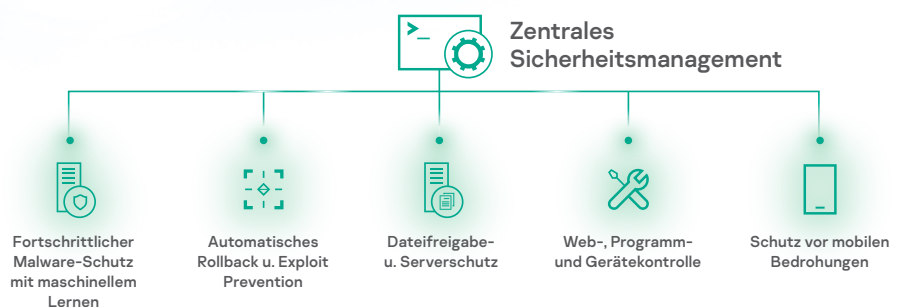 Zentrales
Sicherheitsmanagement
Fortschrittlicher
Malware-Schutz
mit maschinellem
Lernen
Automatisches
Rollback u. Exploit
Prevention
Dateifreigabe-
u. Serverschutz
Web-, Programm-
und Gerätekontrolle
Schutz vor mobilen
Bedrohungen